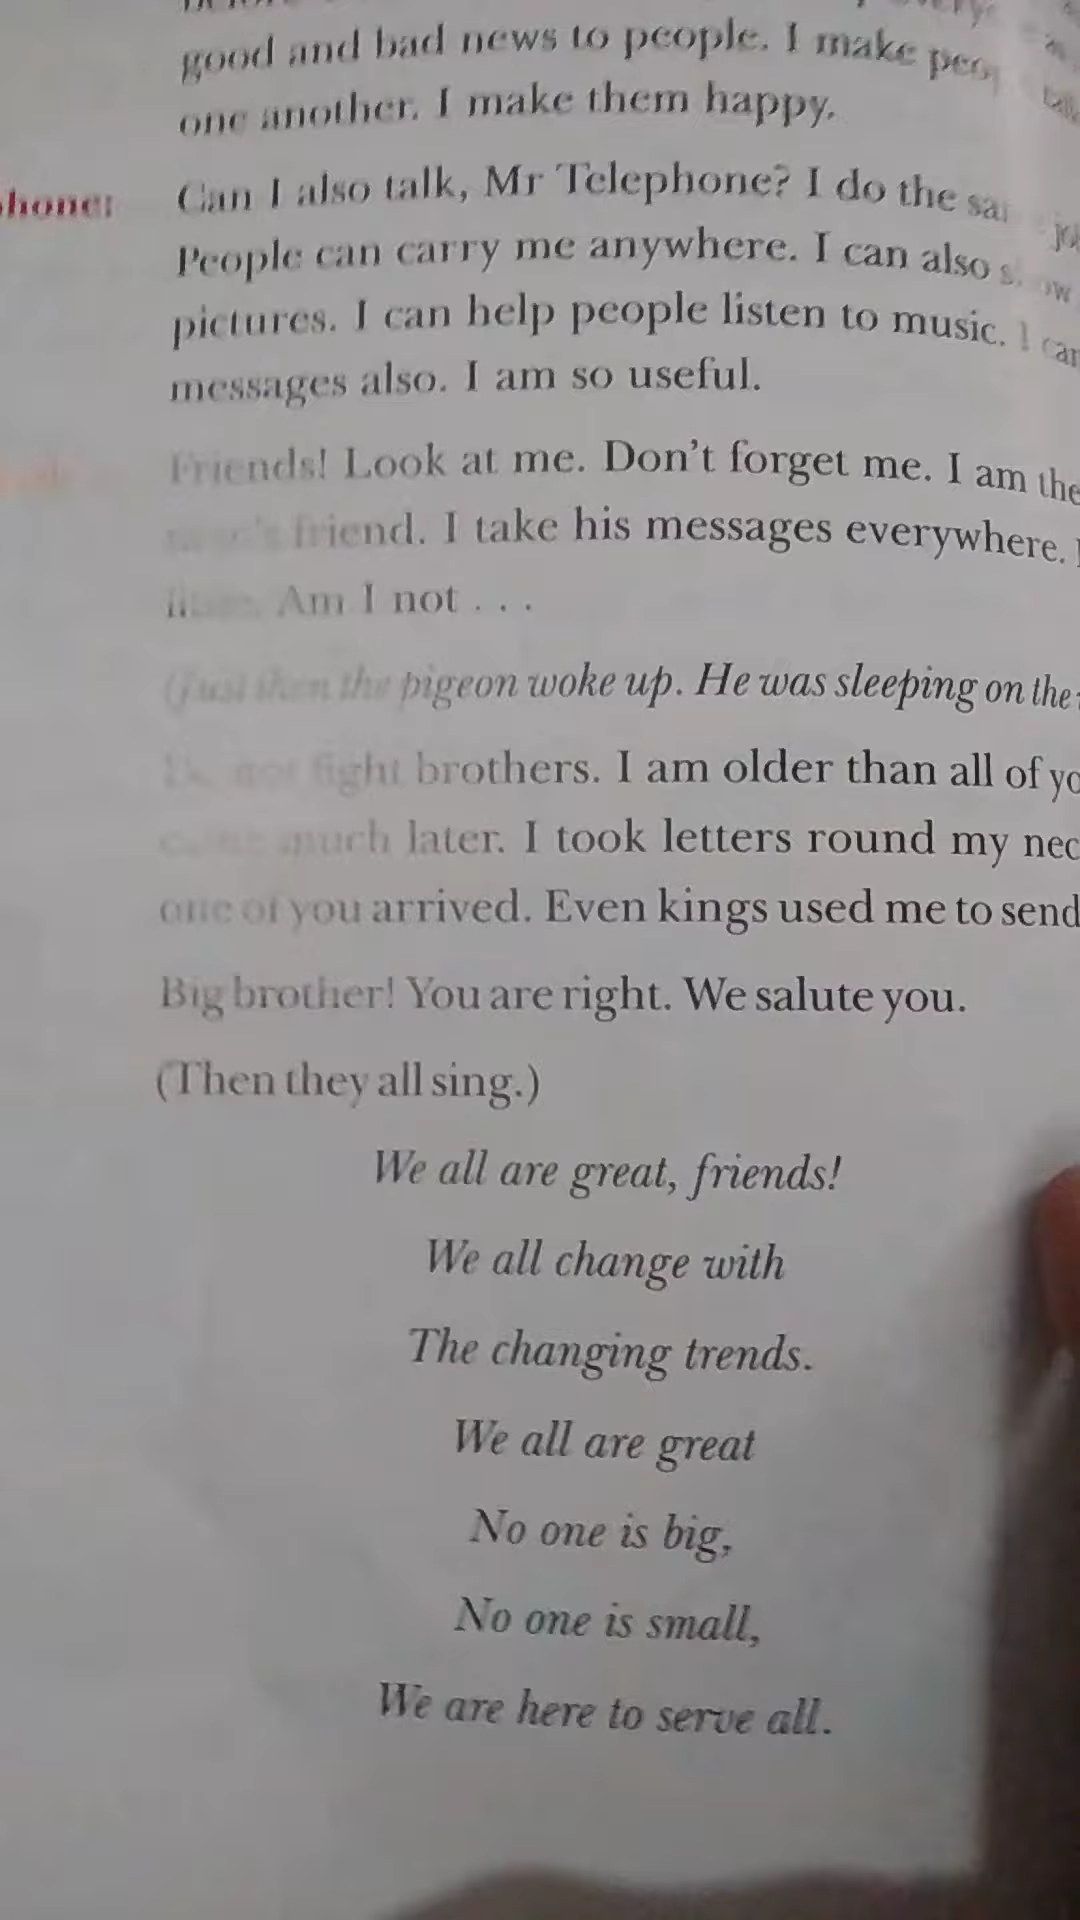 good and bad news to people. I make
one another. I make them happy.
Can I also talk, Mr Telephone? I do the
People can carry me anywhere. I can also
pictures. I can help people listen to music. I can
messages also. I am so useful.
Friends! Look at me. Don't forget me. I am the
friend. I take his messages everywhere.
Am I not . . .
(Just then the pigeon woke up. He was sleeping on the
fight brothers. I am older than all of
much later. I took letters round my
one of you arrived. Even kings used me to send
Big brother! You are right. We salute you.
(Then they all sing.)
We all are great, friends!
We all change with
The changing trends.
We all are great
No one is big,
No one is small,
We are here to serve all.